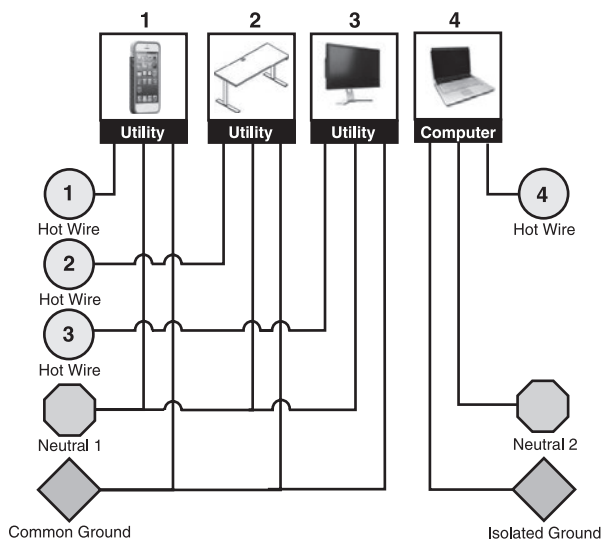 1 2 3 4
Utility Utility Utility Computer
1 4
Hot Wire Hot Wire
2
Hot Wire
3
Hot Wire
Neutral 1 Neutral 2
Common Ground Isolated Ground